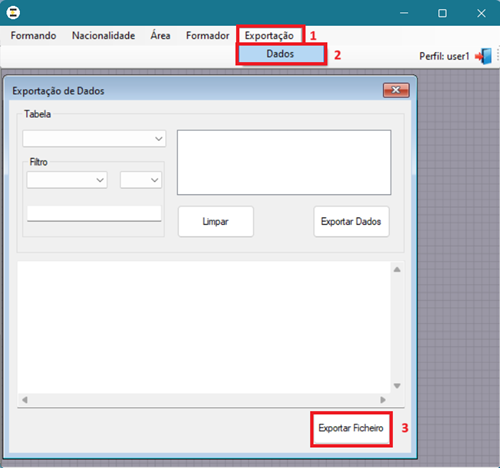 Formando Nacionalidade Área Formador Exportação 1
Dados 2
Perfil: user1
Exportação de Dados
Tabela
Filtro
Limpar Exportar Dados
Exportar Ficheiro 3